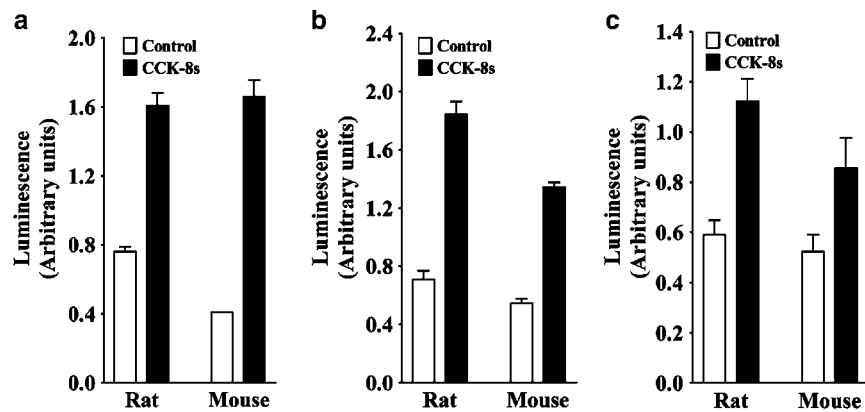 a
2.0
1.6
1.2
0.8
0.4
0.0
Luminescence
(Arbitrary units)
Control
CCK-8s
Rat
Mouse
b
2.4
2.0
1.6
1.2
0.8
0.4
0.0
Luminescence
(Arbitrary units)
Control
CCK-8s
Rat
Mouse
c
1.4
1.2
1.0
0.8
0.6
0.4
0.2
0.0
Luminescence
(Arbitrary units)
Control
CCK-8s
Rat
Mouse